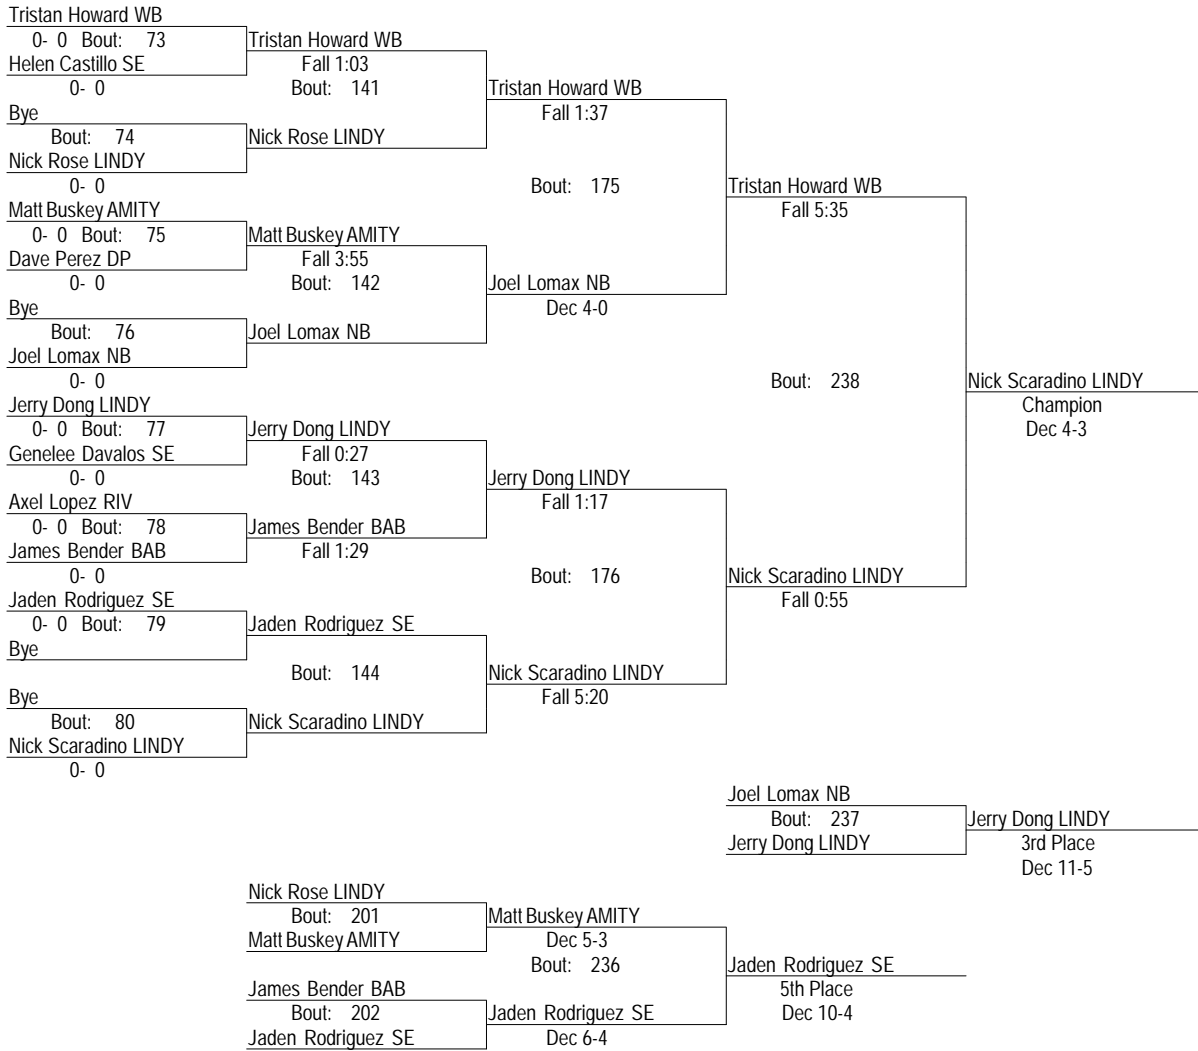 Tristan Howard WB
0- 0 Bout: 73
Helen Castillo SE
0- 0
Bye
Bout: 74
Nick Rose LINDY
0- 0
Matt Buskey AMITY
0- 0 Bout: 75
Dave Perez DP
0- 0
Bye
Bout: 76
Joel Lomax NB
0- 0
Jerry Dong LINDY
0- 0 Bout: 77
Genelee Davalos SE
0- 0
Axel Lopez RIV
0- 0 Bout: 78
James Bender BAB
0- 0
Jaden Rodriguez SE
0- 0 Bout: 79
Bye
Bye
Bout: 80
Nick Scaradino LINDY
0- 0
Tristan Howard WB
Fall 1:03
Bout: 141
Nick Rose LINDY
Matt Buskey AMITY
Fall 3:55
Bout: 142
Joel Lomax NB
Jerry Dong LINDY
Fall 0:27
Bout: 143
James Bender BAB
Fall 1:29
Jaden Rodriguez SE
Bout: 144
Nick Scaradino LINDY
Tristan Howard WB
Fall 1:37
Bout: 175
Joel Lomax NB
Dec 4-0
Jerry Dong LINDY
Fall 1:17
Bout: 176
Nick Scaradino LINDY
Fall 5:20
Tristan Howard WB
Fall 5:35
Bout: 238
Nick Scaradino LINDY
Fall 0:55
Nick Scaradino LINDY
Champion
Dec 4-3
Joel Lomax NB
Bout: 237
Jerry Dong LINDY
Jerry Dong LINDY
3rd Place
Dec 11-5
Nick Rose LINDY
Bout: 201
Matt Buskey AMITY
James Bender BAB
Bout: 202
Jaden Rodriguez SE
Matt Buskey AMITY
Dec 5-3
Bout: 236
Jaden Rodriguez SE
Dec 6-4
Jaden Rodriguez SE
5th Place
Dec 10-4